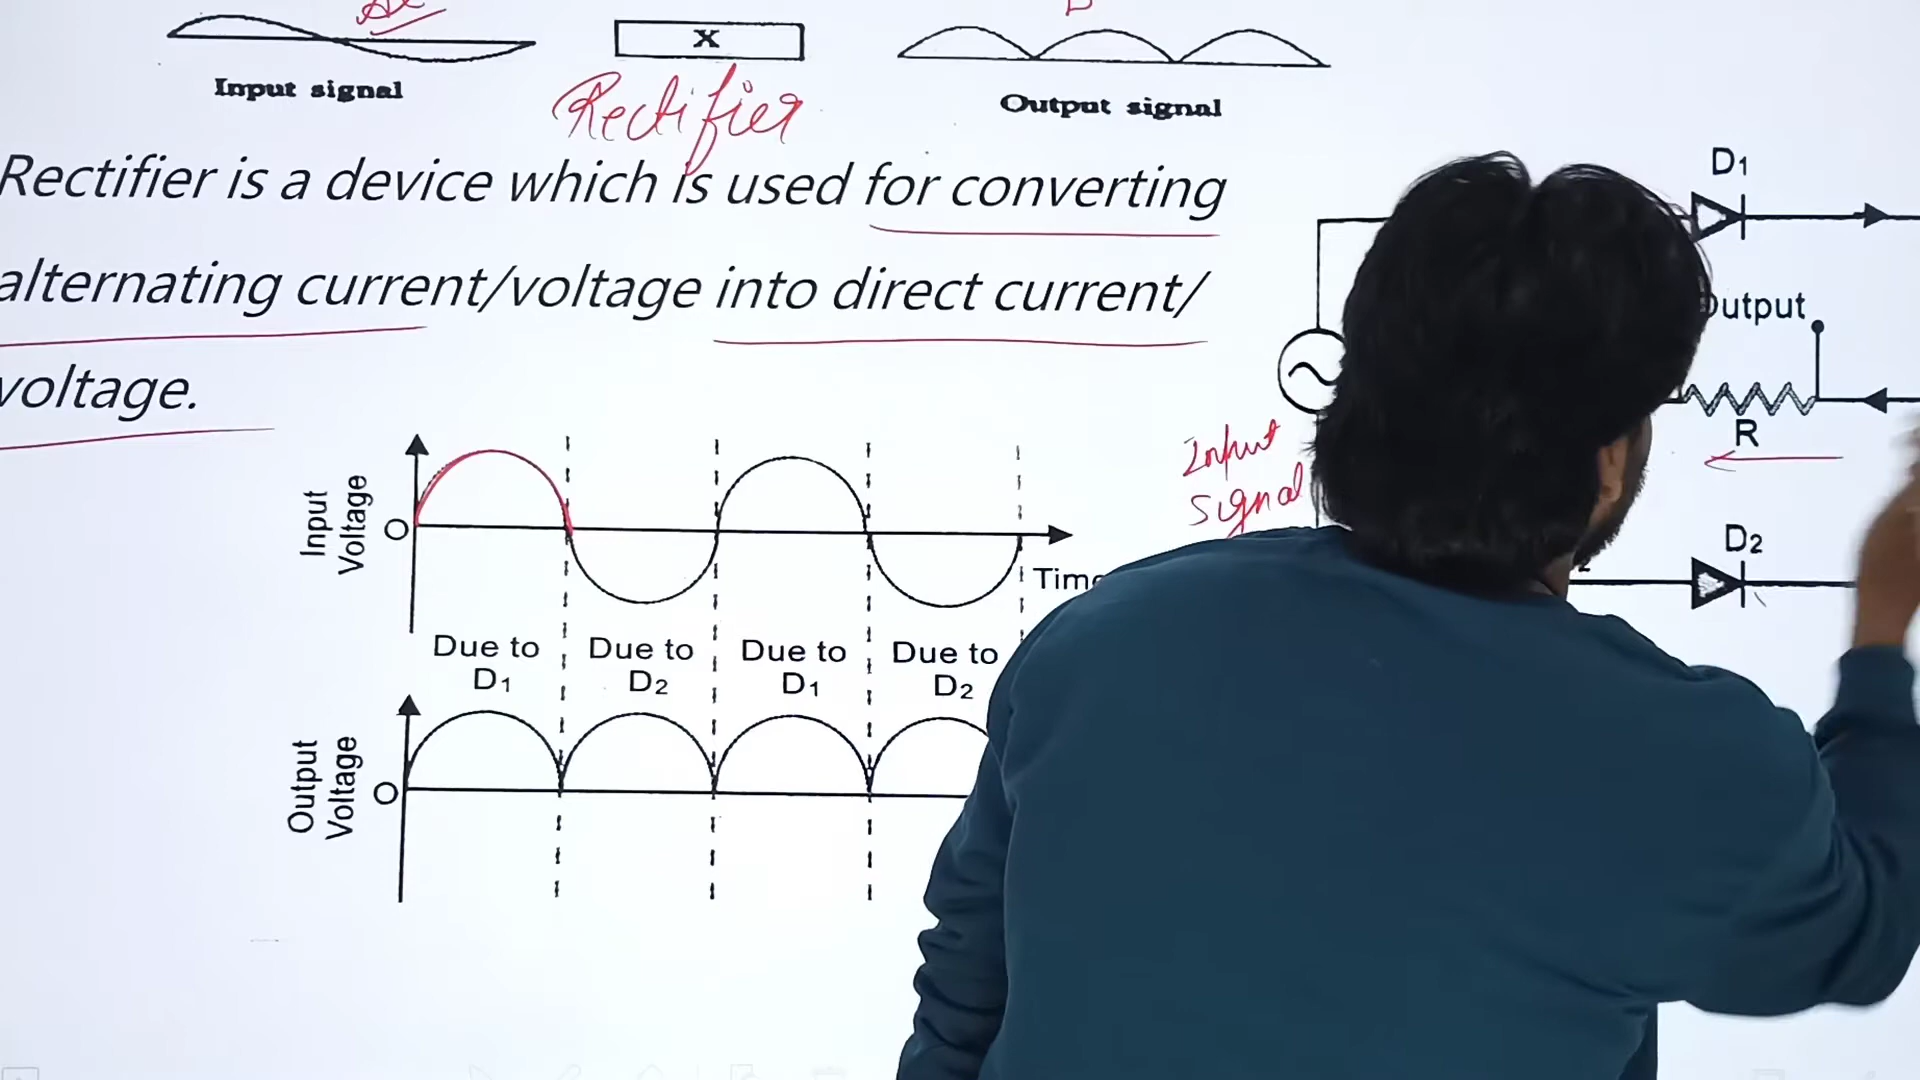 X
Input signal
Rectifier
Output signal
Rectifier is a device which is used for converting
alternating current/voltage into direct current/
voltage.
D1
R
Input
Signal
D2
Input
Voltage
O
Due to
D1
Due to
D2
Due to
D1
Due to
D2
Output
Voltage
O